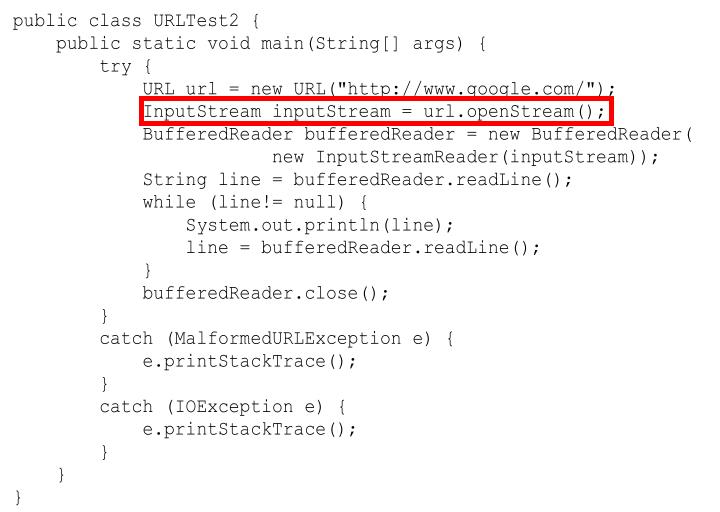 public class URLTest2 {
    public static void main(String[] args) {
        try {
            URL url = new URL("http://www.google.com/");
            InputStream inputStream = url.openStream();
            BufferedReader bufferedReader = new BufferedReader(
                        new InputStreamReader(inputStream));
            String line = bufferedReader.readLine();
            while (line!= null) {
                System.out.println(line);
                line = bufferedReader.readLine();
            }
            bufferedReader.close();
        }
        catch (MalformedURLException e) {
            e.printStackTrace();
        }
        catch (IOException e) {
            e.printStackTrace();
        }
    }
}